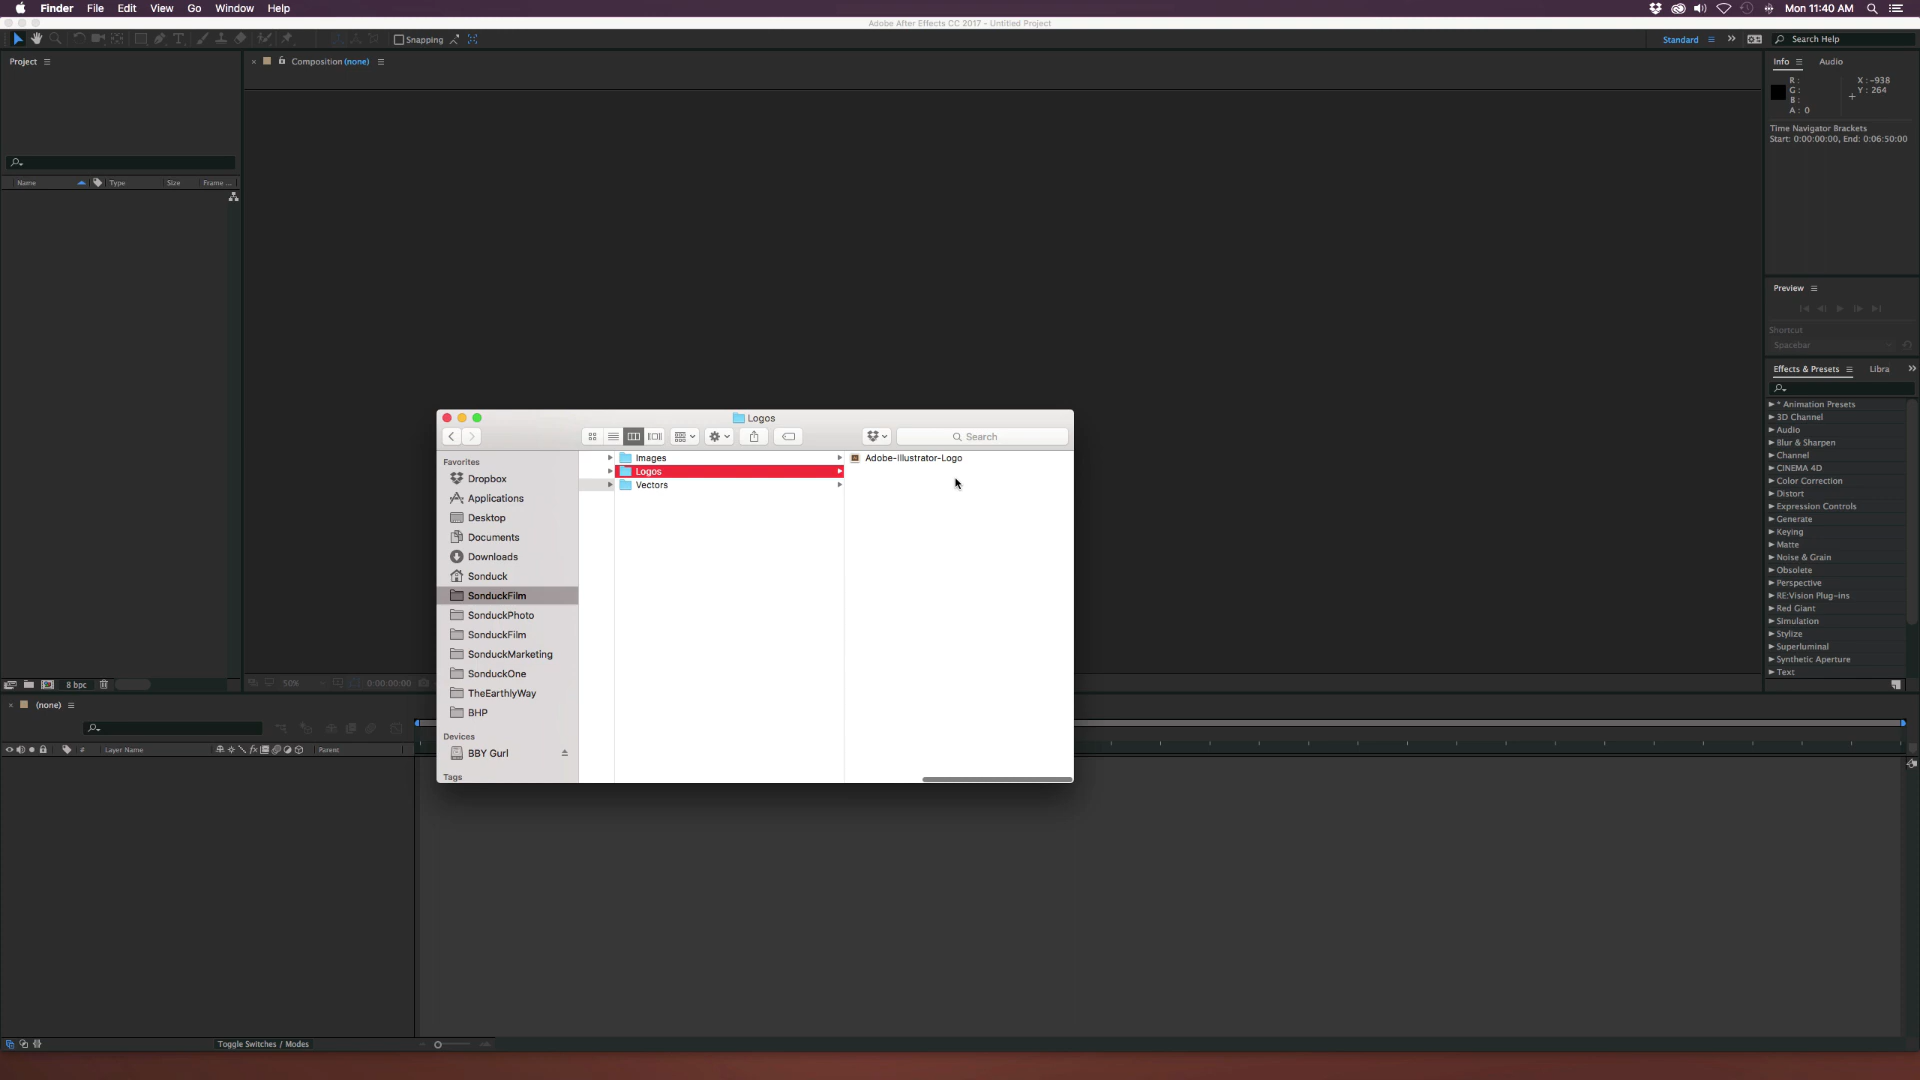 Finder File Edit View Go Window Help Mon 11:40 AM
Adobe After Effects CC 2017 - Untitled Project
Snapping Standard Search Help
Project
Composition (none)
Info Audio
R :
G :
B :
A : 0
X : -938
Y : 264
Time Navigator Brackets
Start: 0:00:00:00, End: 0:06:50:00
Name Type Size Frame ...
Preview
Shortcut
Spacebar
Effects & Presets Libra
* Animation Presets
3D Channel
Audio
Blur & Sharpen
Channel
CINEMA 4D
Color Correction
Distort
Expression Controls
Generate
Keying
Matte
Noise & Grain
Obsolete
Perspective
RE:Vision Plug-ins
Red Giant
Simulation
Stylize
Superluminal
Synthetic Aperture
Text
Logos
Search
Favorites
Dropbox
Applications
Desktop
Documents
Downloads
Sonduck
SonduckFilm
SonduckPhoto
SonduckFilm
SonduckMarketing
SonduckOne
TheEarthlyWay
BHP
Devices
BBY Gurl
Tags
Images
Logos
Vectors
Adobe-Illustrator-Logo
8 bpc
50% 0:00:00:00
(none)
# Layer Name Parent
Toggle Switches / Modes